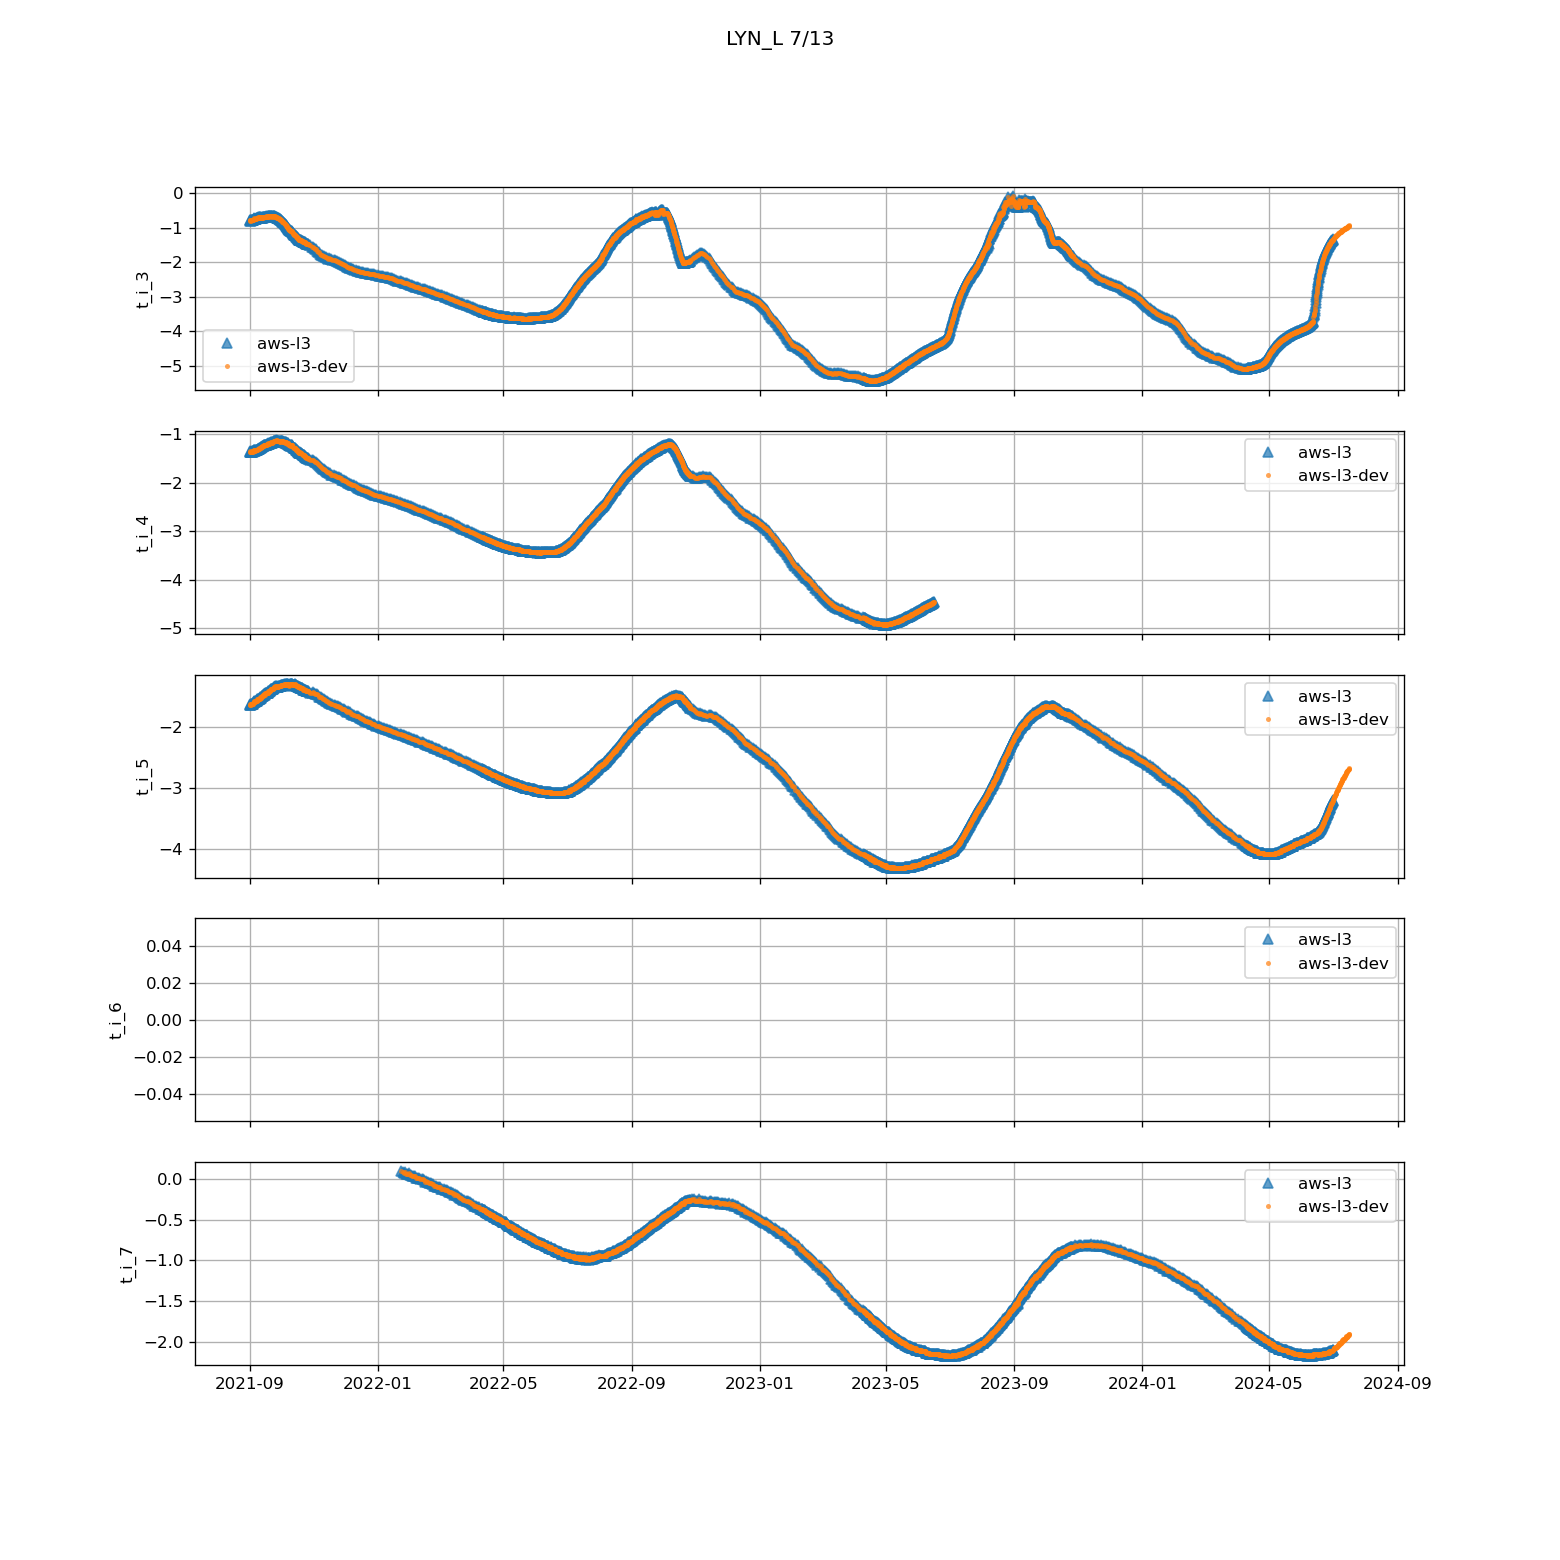 LYN_L 7/13
t_i_3
0
−1
−2
−3
−4
−5
aws-l3
aws-l3-dev
t_i_4
−1
−2
−3
−4
−5
aws-l3
aws-l3-dev
t_i_5
−2
−3
−4
aws-l3
aws-l3-dev
t_i_6
0.04
0.02
0.00
−0.02
−0.04
aws-l3
aws-l3-dev
t_i_7
0.0
−0.5
−1.0
−1.5
−2.0
aws-l3
aws-l3-dev
2021-09 2022-01 2022-05 2022-09 2023-01 2023-05 2023-09 2024-01 2024-05 2024-09